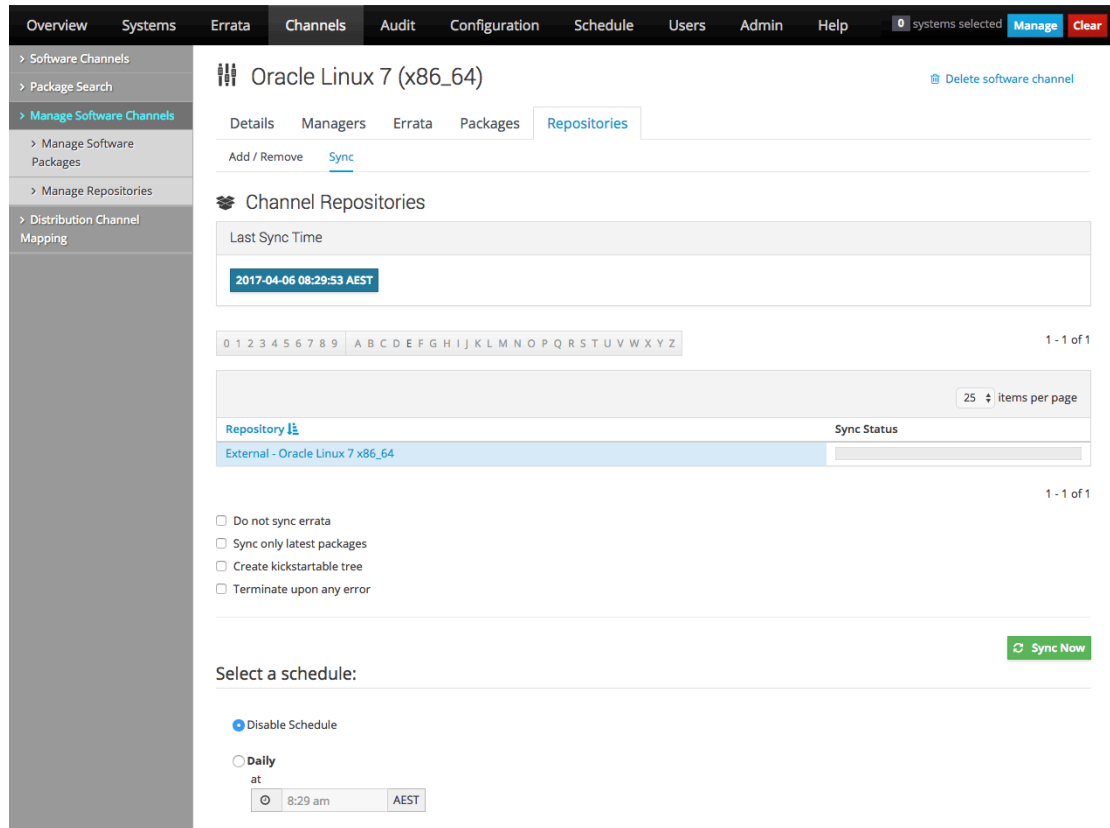 Overview Systems Errata Channels Audit Configuration Schedule Users Admin Help 0 systems selected Manage Clear
> Software Channels
> Package Search
> Manage Software Channels
> Manage Software
Packages
> Manage Repositories
> Distribution Channel
Mapping
Oracle Linux 7 (x86_64)
Delete software channel
Details Managers Errata Packages Repositories
Add / Remove Sync
Channel Repositories
Last Sync Time
2017-04-06 08:29:53 AEST
0 1 2 3 4 5 6 7 8 9 A B C D E F G H I J K L M N O P Q R S T U V W X Y Z
1 - 1 of 1
25 items per page
Repository Sync Status
External - Oracle Linux 7 x86_64
1 - 1 of 1
Do not sync errata
Sync only latest packages
Create kickstartable tree
Terminate upon any error
Sync Now
Select a schedule:
Disable Schedule
Daily
at
8:29 am AEST